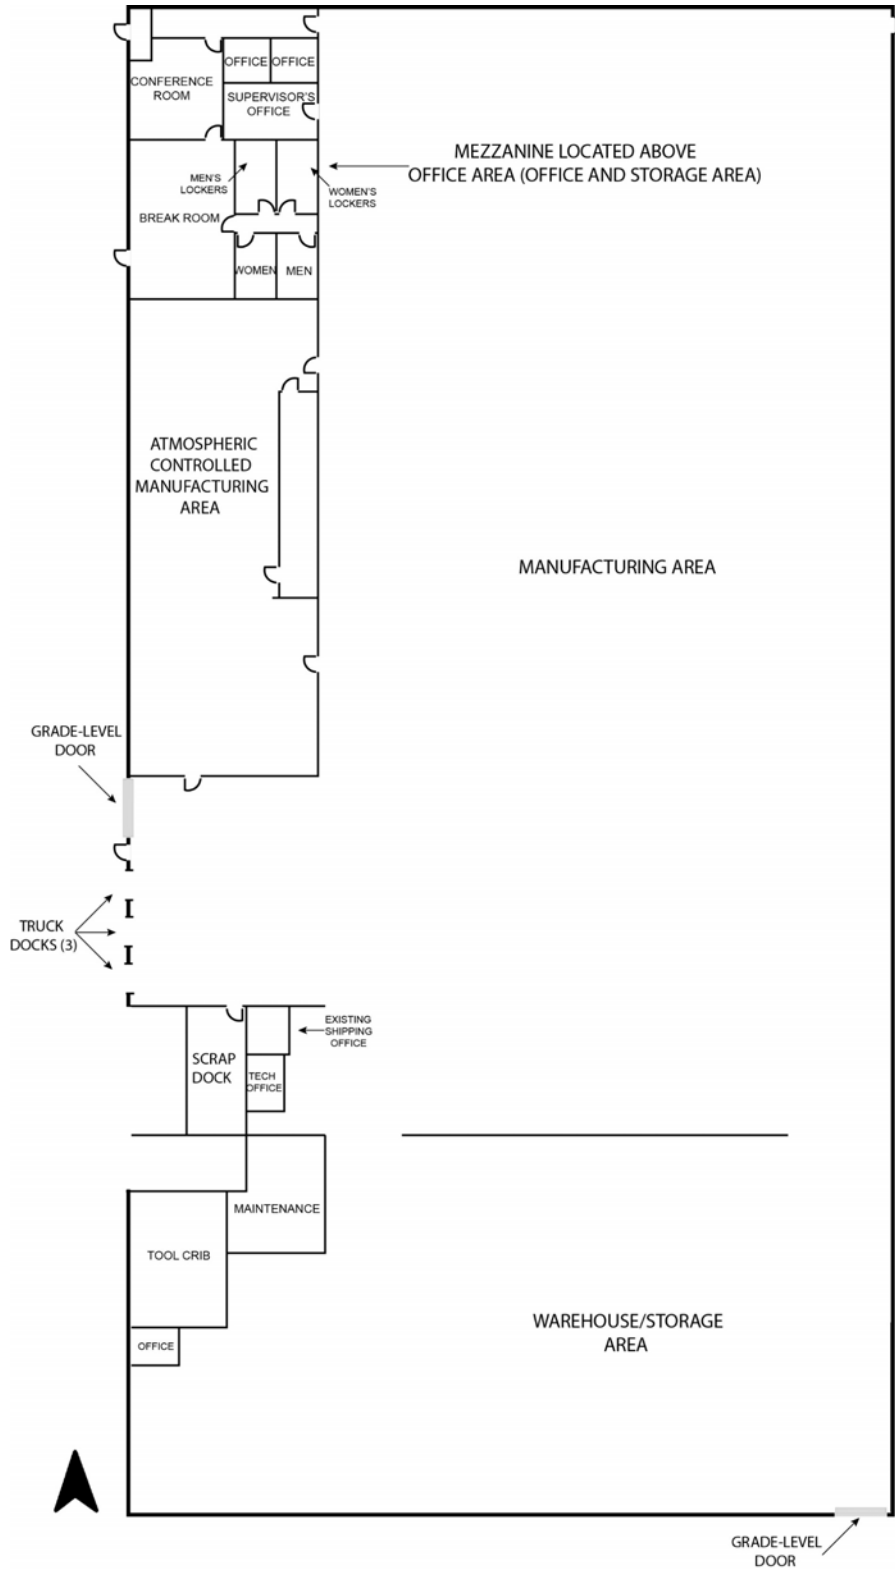 OFFICE
OFFICE
CONFERENCE
ROOM
SUPERVISOR'S
OFFICE
MEZZANINE LOCATED ABOVE
OFFICE AREA (OFFICE AND STORAGE AREA)
MEN'S
LOCKERS
WOMEN'S
LOCKERS
BREAK ROOM
WOMEN
MEN
ATMOSPHERIC
CONTROLLED
MANUFACTURING
AREA
MANUFACTURING AREA
GRADE-LEVEL
DOOR
TRUCK
DOCKS (3)
EXISTING
SHIPPING
OFFICE
SCRAP
DOCK
TECH
OFFICE
MAINTENANCE
TOOL CRIB
WAREHOUSE/STORAGE
AREA
OFFICE
GRADE-LEVEL
DOOR